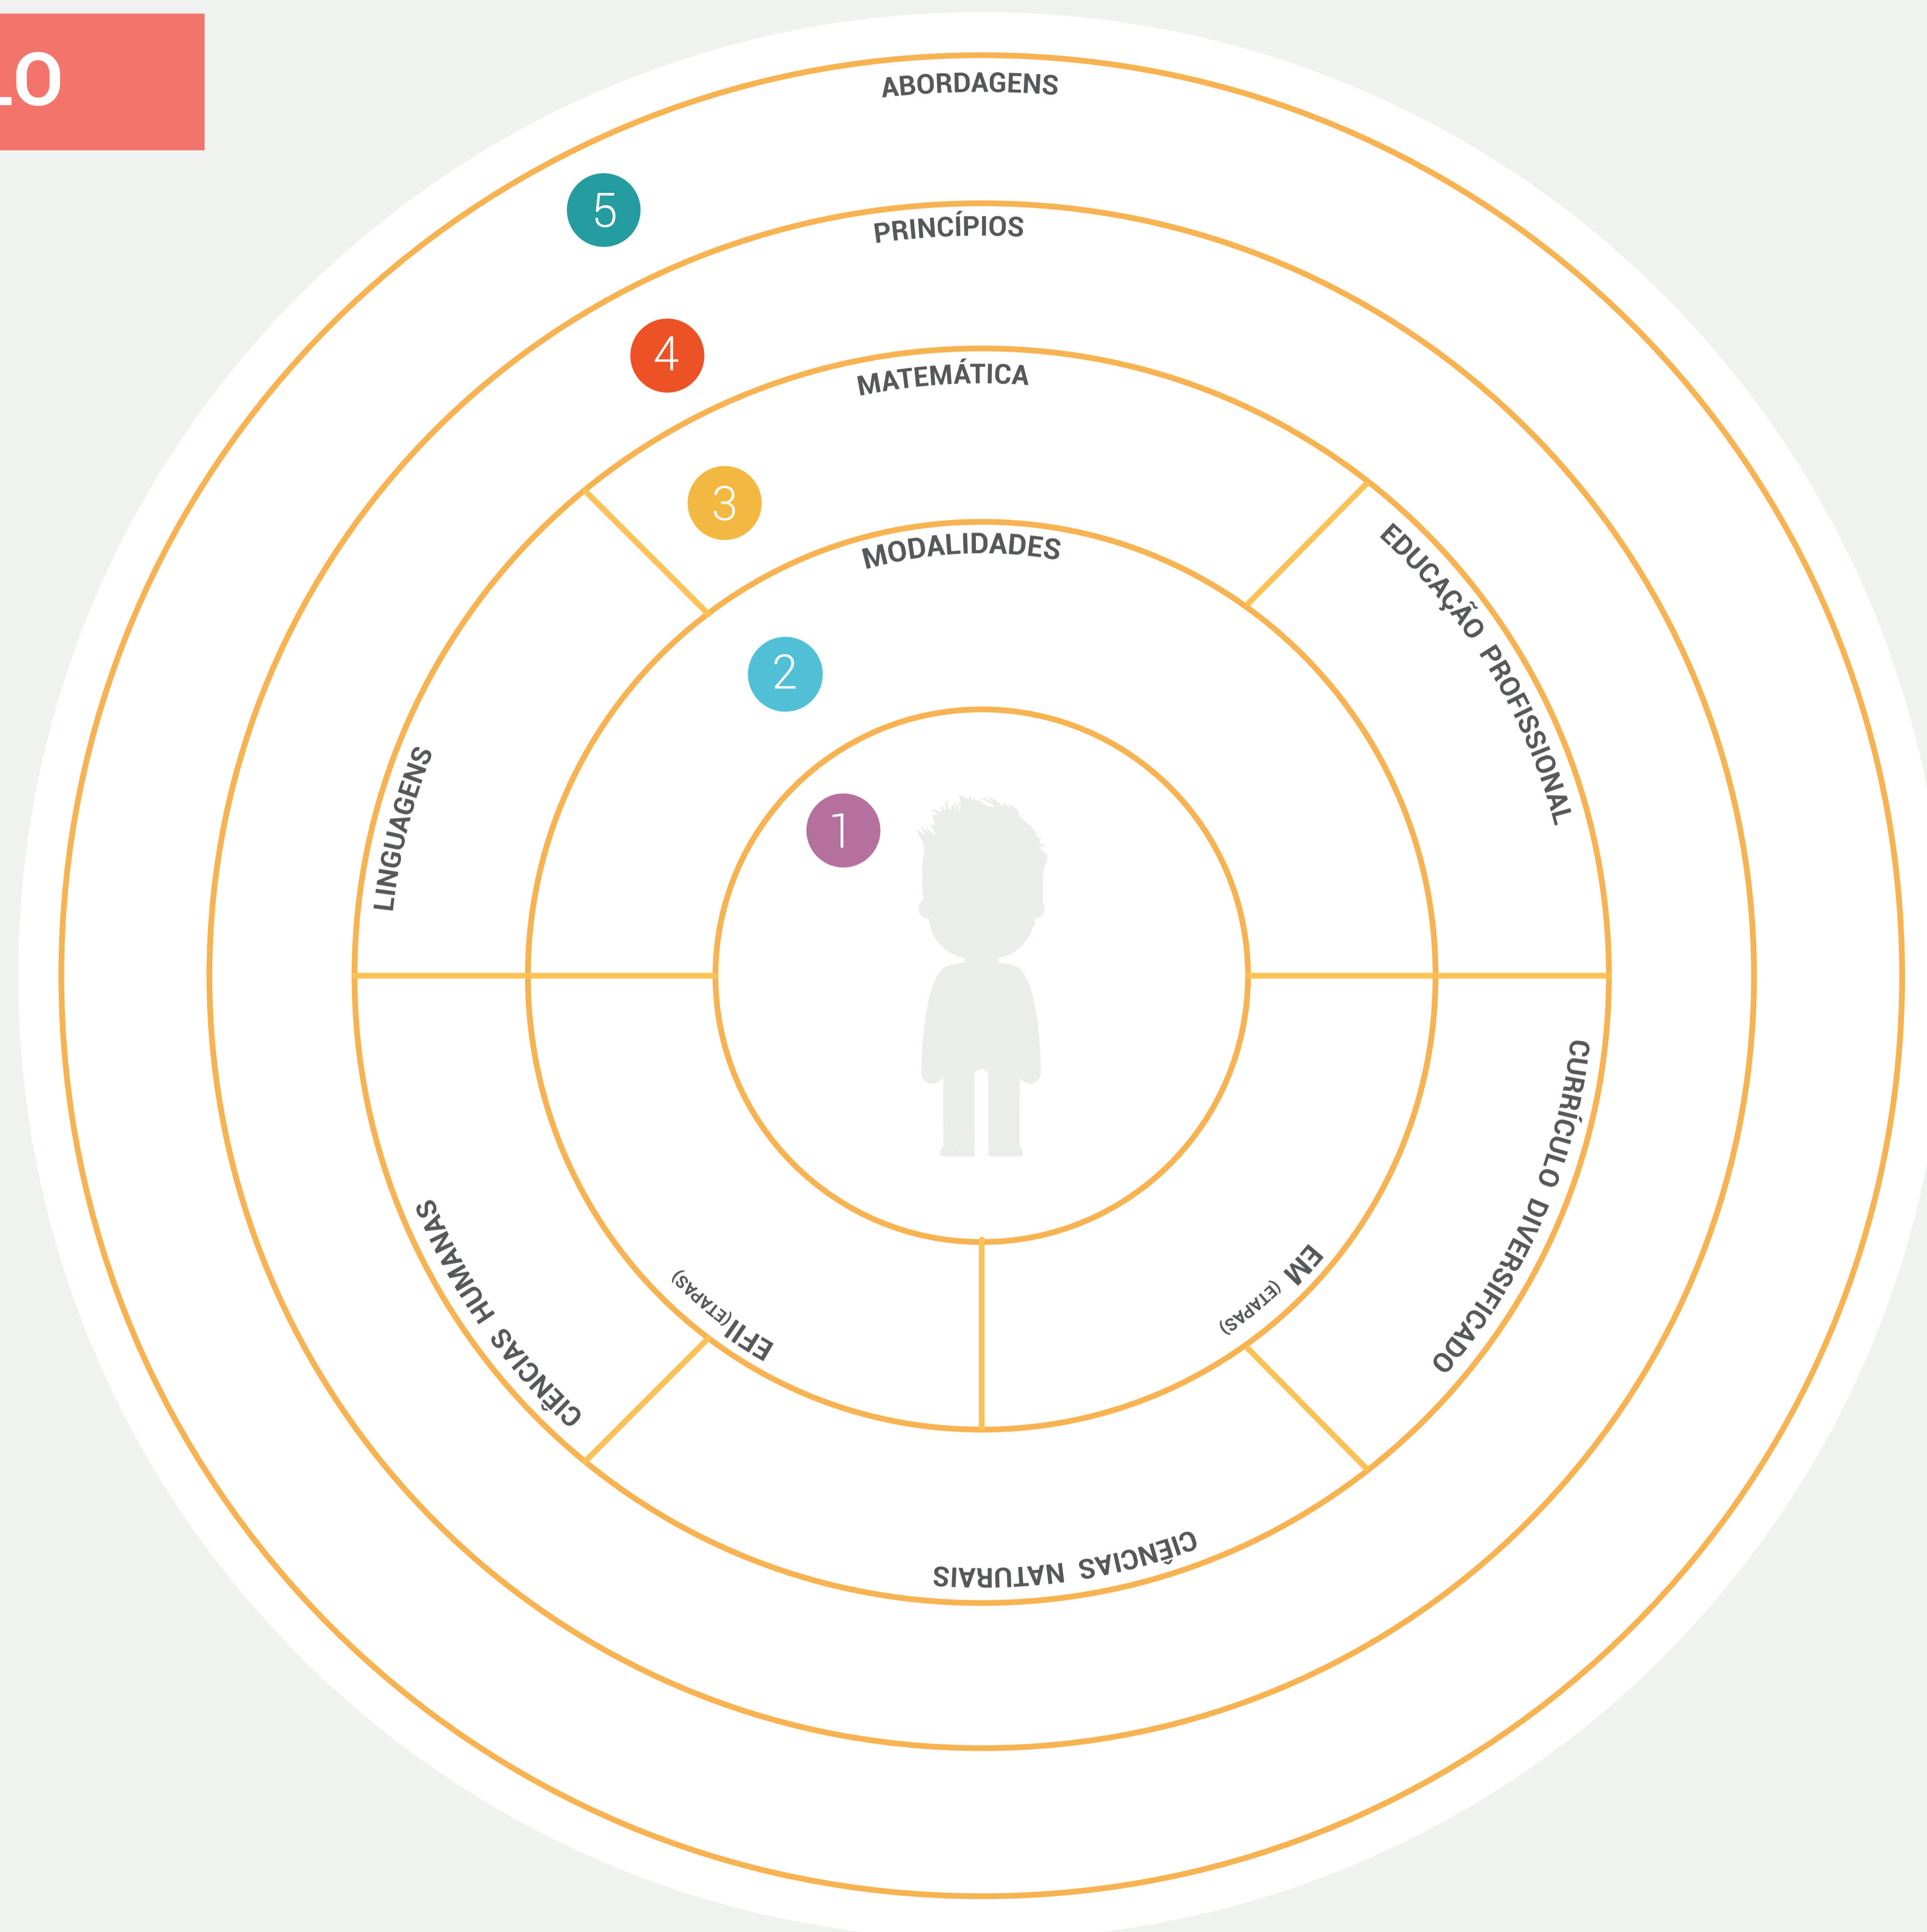 LO
ABORDAGENS
5
PRINCÍPIOS
4
MATEMÁTICA
3
MODALIDADES
EDUCAÇÃO PROFISSIONAL
2
LINGUAGENS
1
CURRÍCULO DIVERSIFICADO
CIÊNCIAS HUMANAS
EFII (ETAPAS)
EM (ETAPAS)
CIÊNCIAS NATURAIS